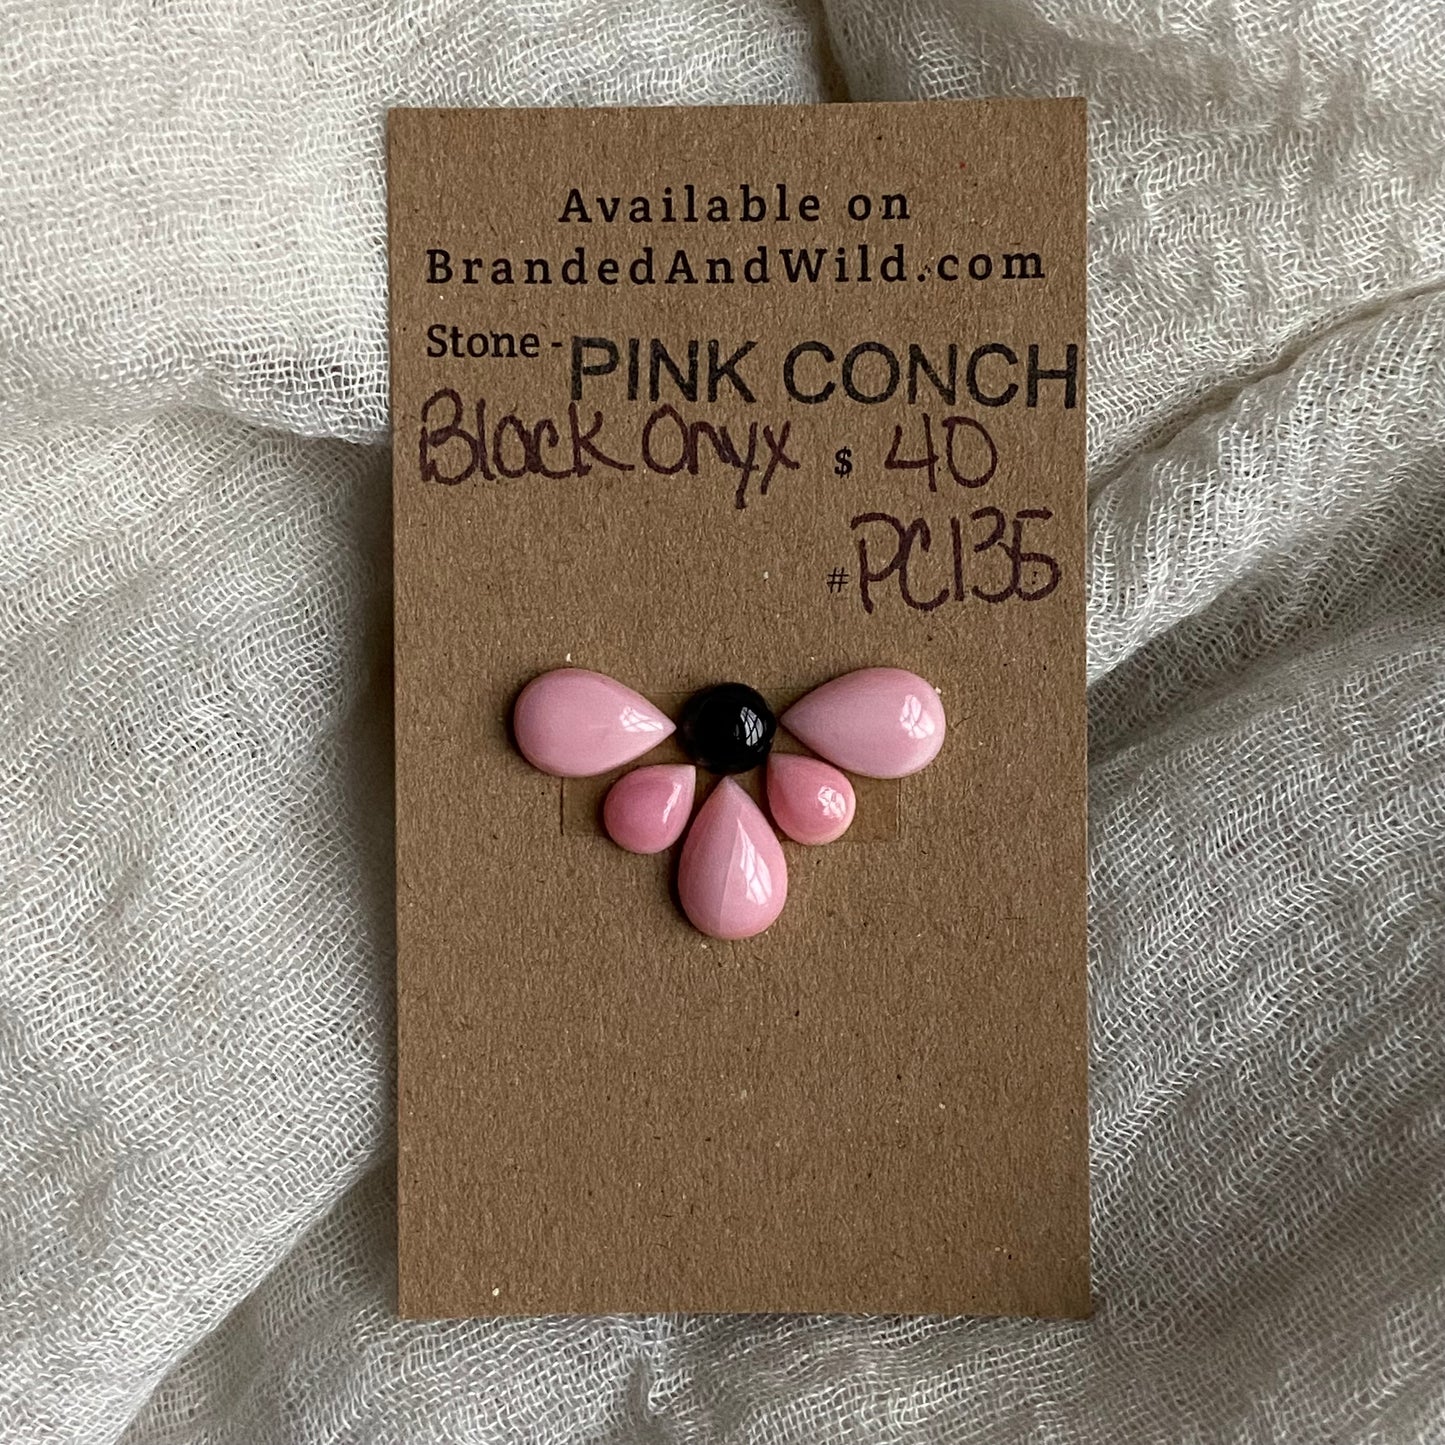 Available on
BrandedAndWild.com
Stone - PINK CONCH
Black Onyx $ 40
# PC135